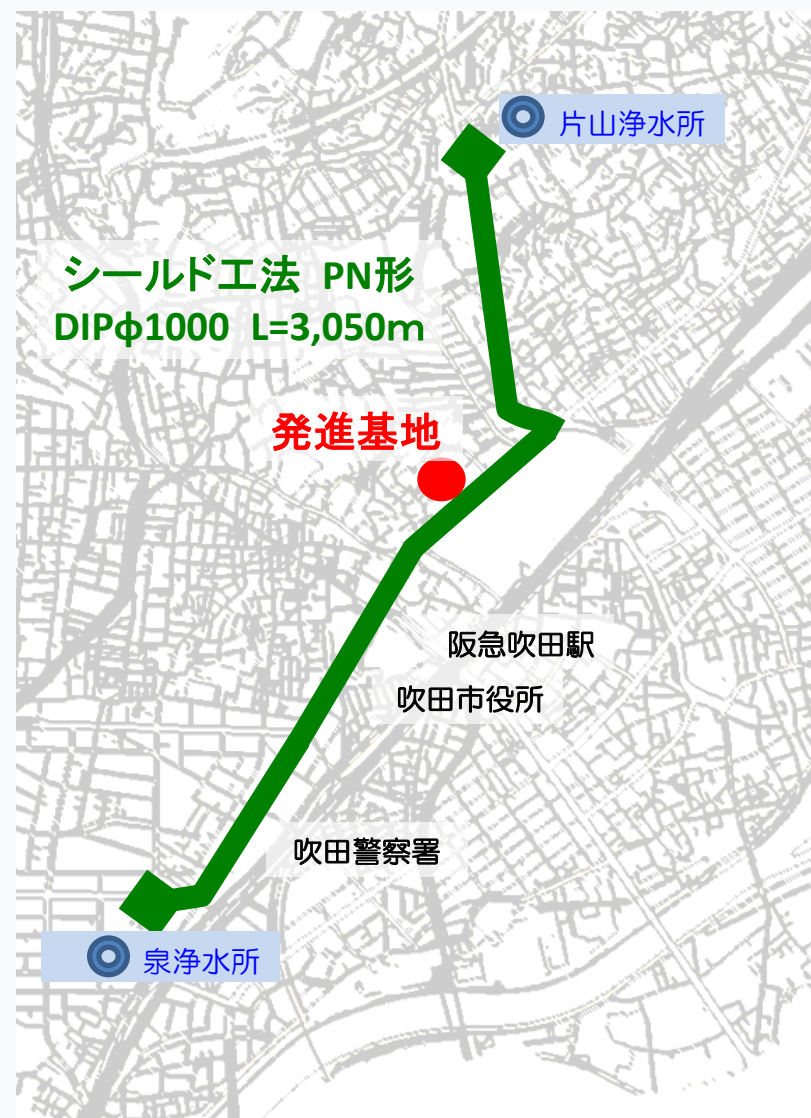 片山浄水所
シールド工法 PN形
DIPφ1000 L=3,050m
発進基地
阪急吹田駅
吹田市役所
吹田警察署
泉浄水所